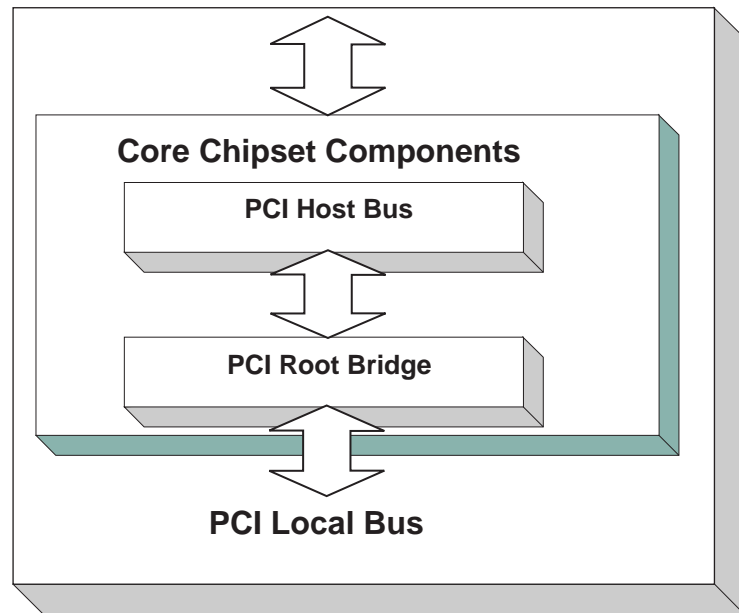 Core Chipset Components
PCI Host Bus
PCI Root Bridge
PCI Local Bus